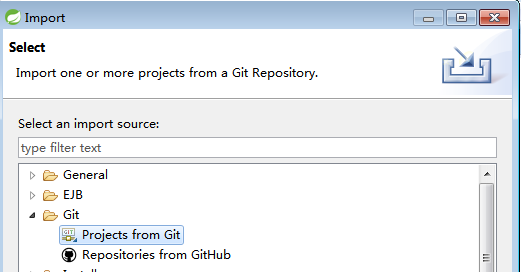 Import
Select
Import one or more projects from a Git Repository.
Select an import source:
type filter text
General
EJB
Git
Projects from Git
Repositories from GitHub